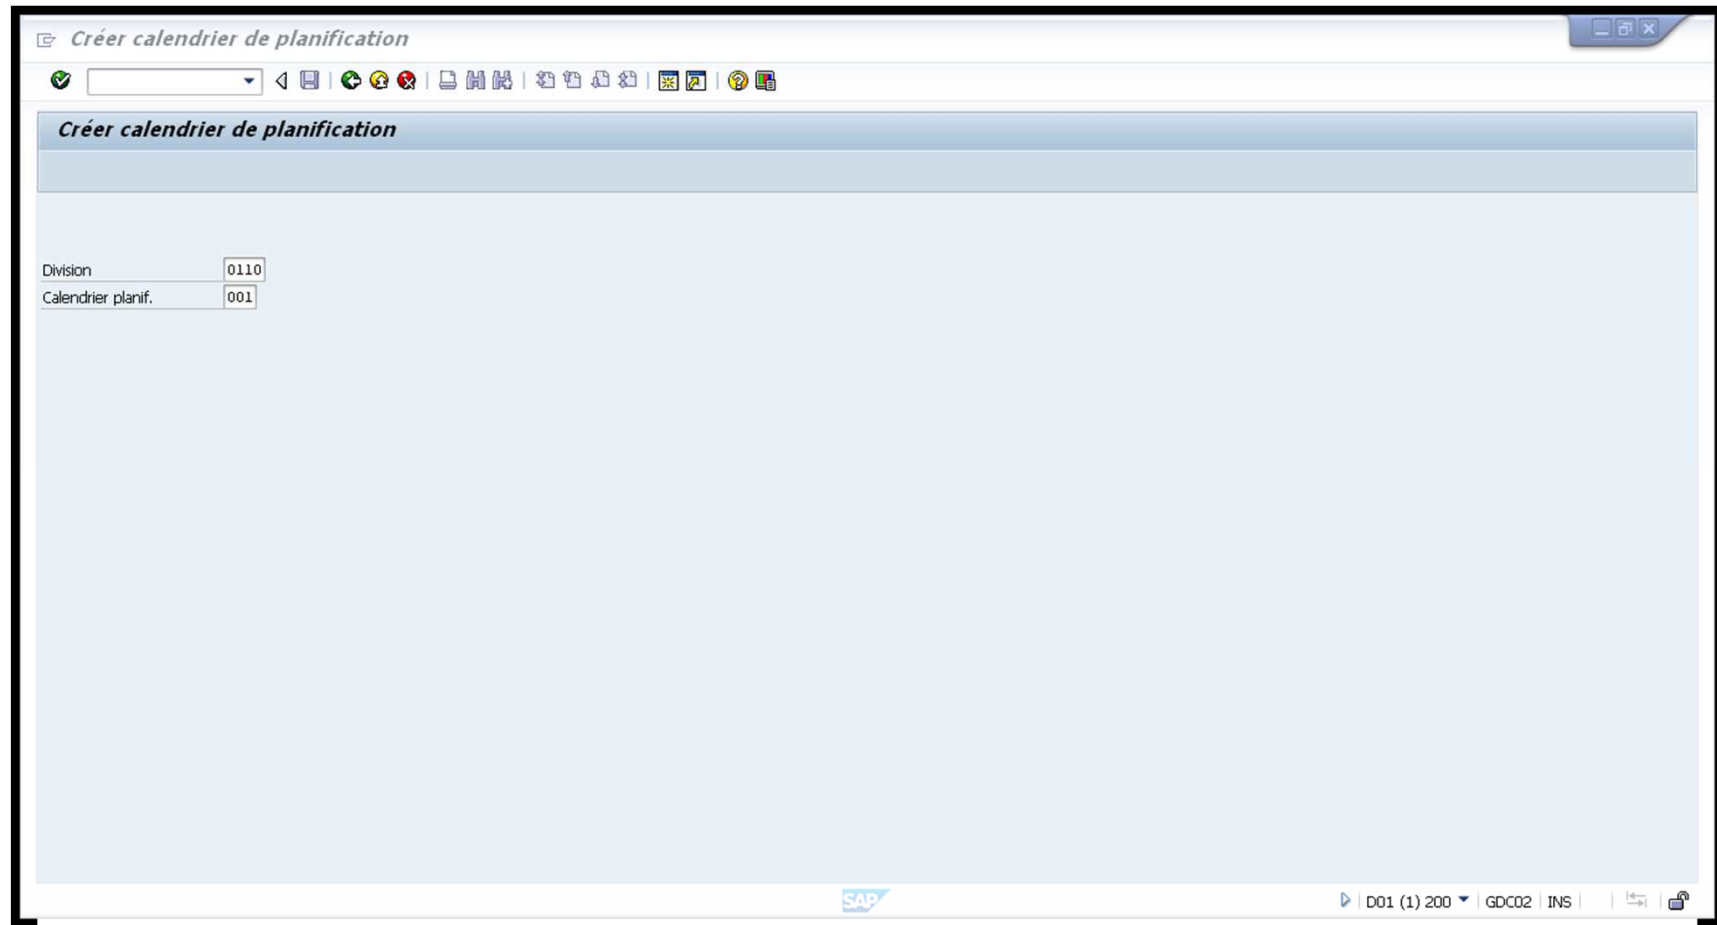 Créer calendrier de planification
Créer calendrier de planification
Division 0110
Calendrier planif. 001
SAP
D01 (1) 200 GDC02 INS